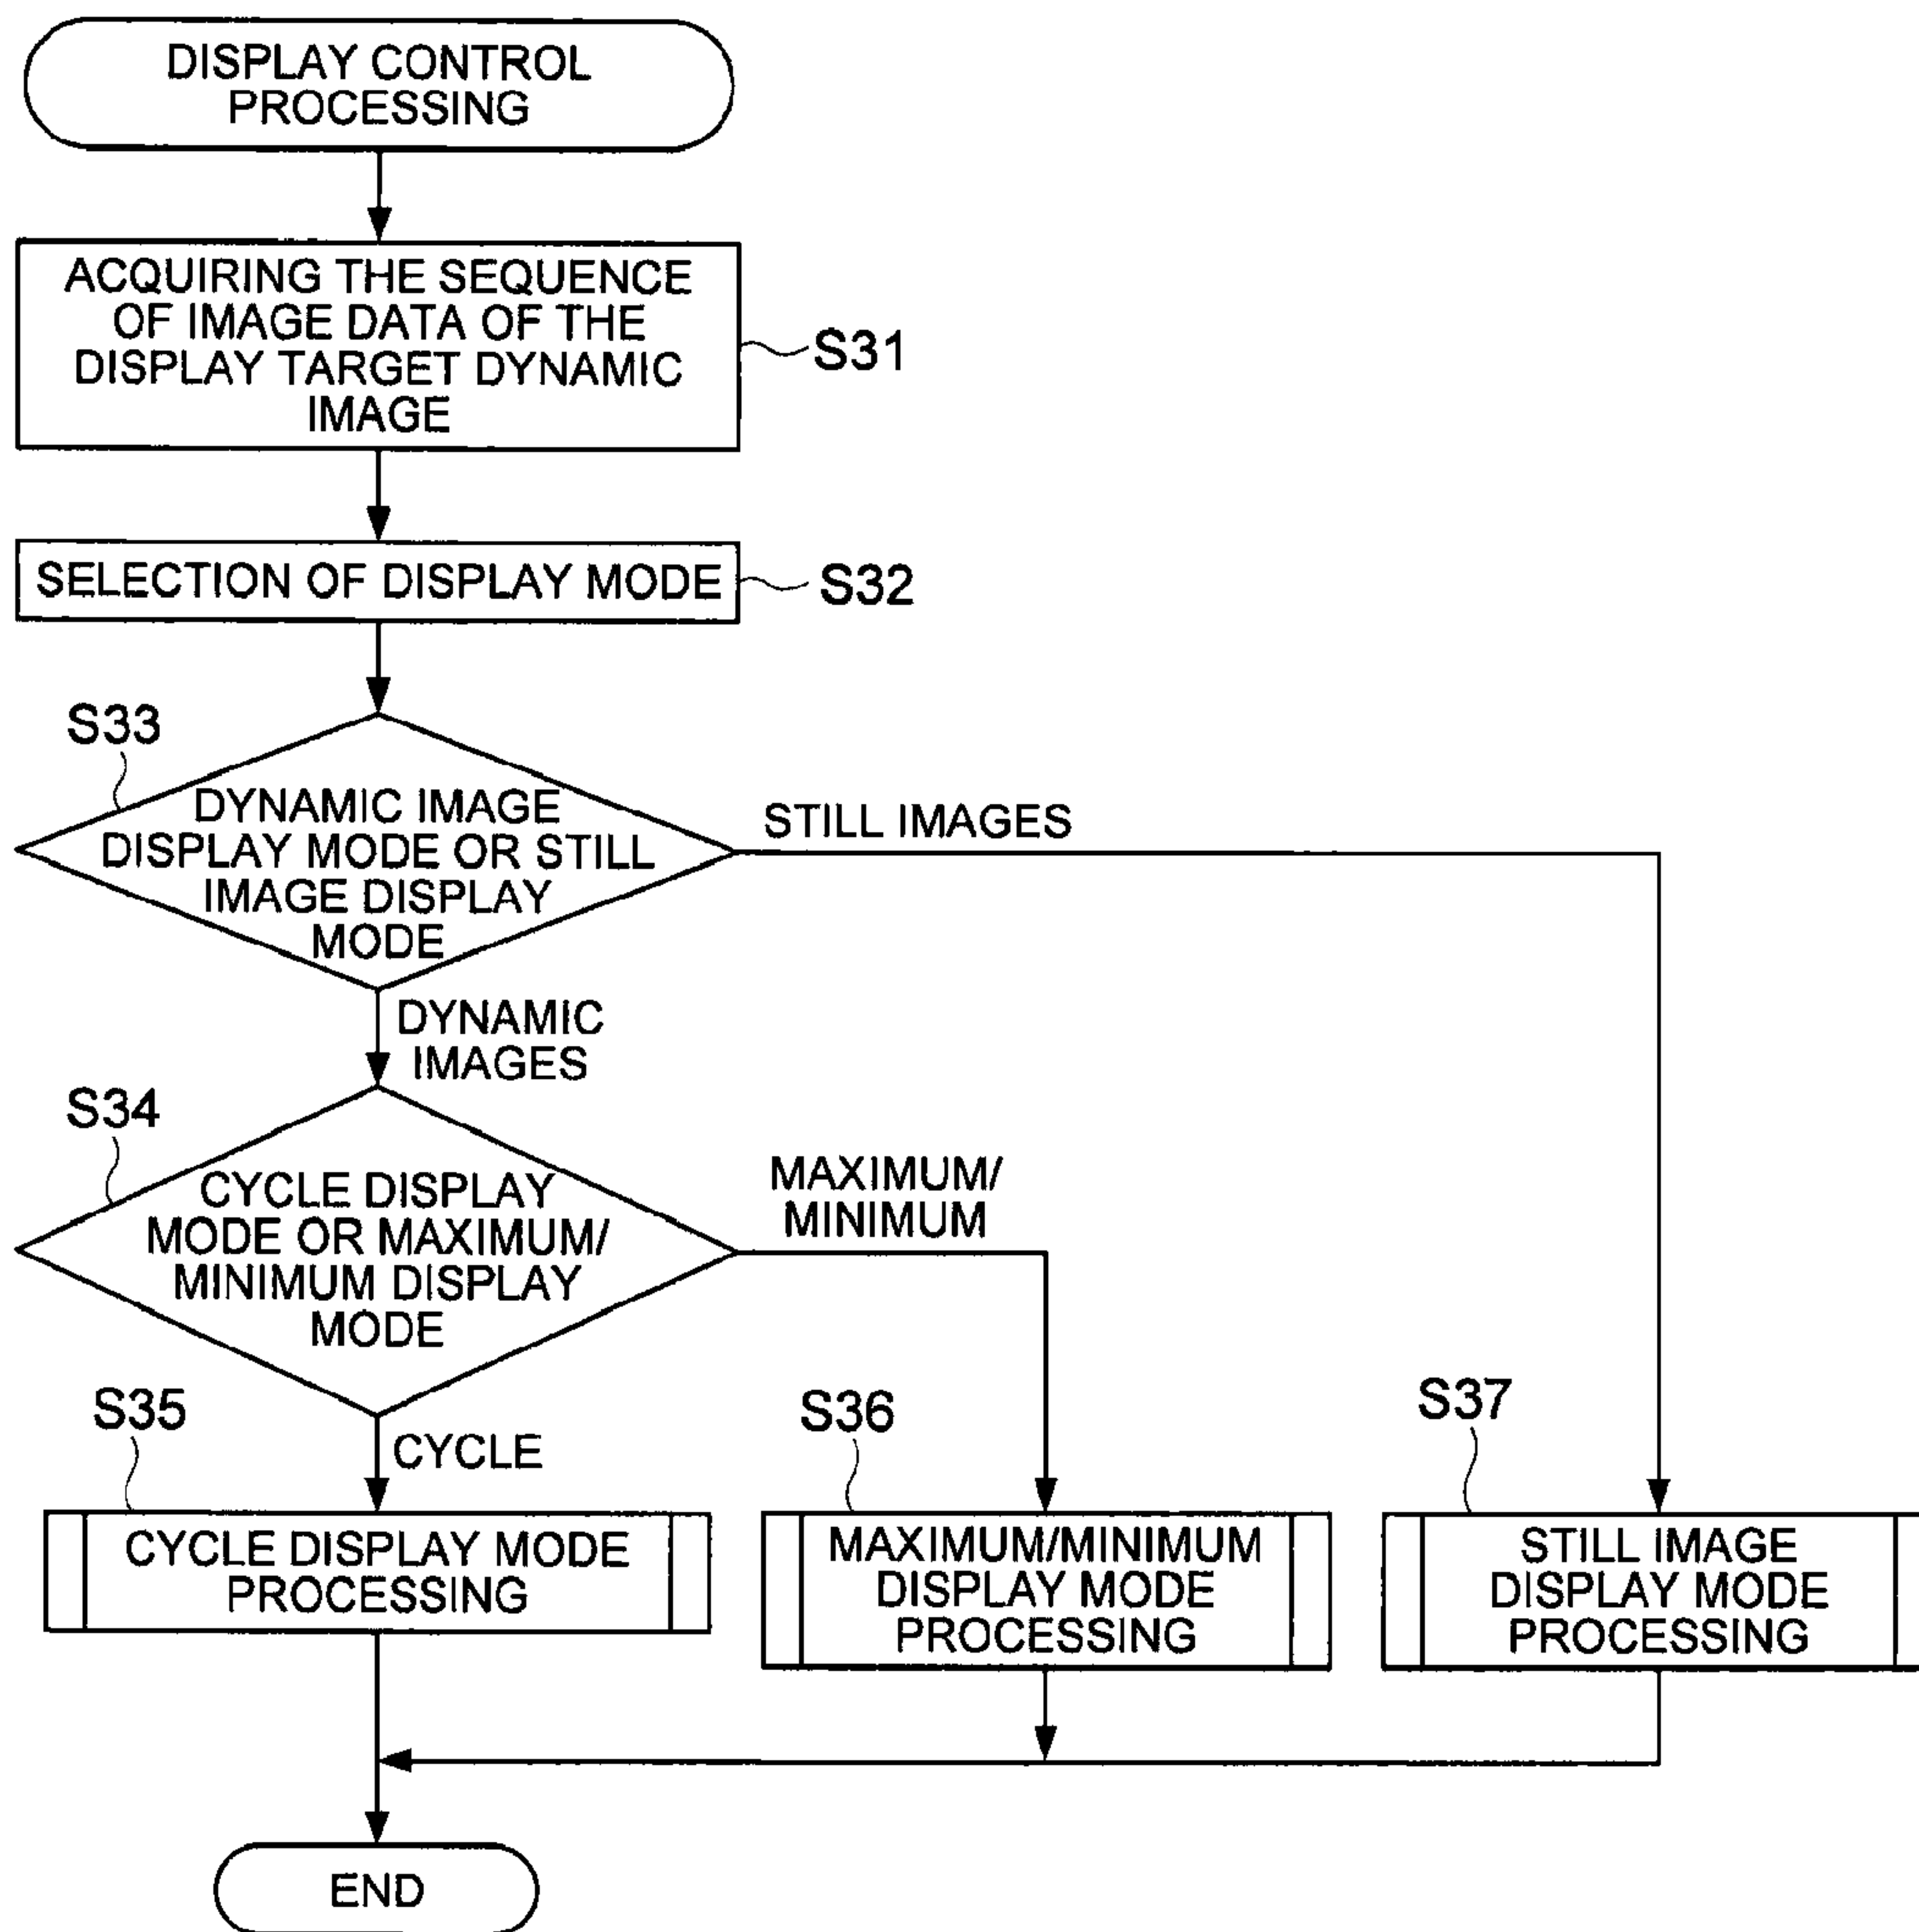 DISPLAY CONTROL
PROCESSING
ACQUIRING THE SEQUENCE
OF IMAGE DATA OF THE
DISPLAY TARGET DYNAMIC
IMAGE
S31
SELECTION OF DISPLAY MODE
S32
S33
DYNAMIC IMAGE
DISPLAY MODE OR STILL
IMAGE DISPLAY
MODE
STILL IMAGES
DYNAMIC
IMAGES
S34
CYCLE DISPLAY
MODE OR MAXIMUM/
MINIMUM DISPLAY
MODE
MAXIMUM/
MINIMUM
CYCLE
S35
CYCLE DISPLAY MODE
PROCESSING
S36
MAXIMUM/MINIMUM
DISPLAY MODE
PROCESSING
S37
STILL IMAGE
DISPLAY MODE
PROCESSING
END